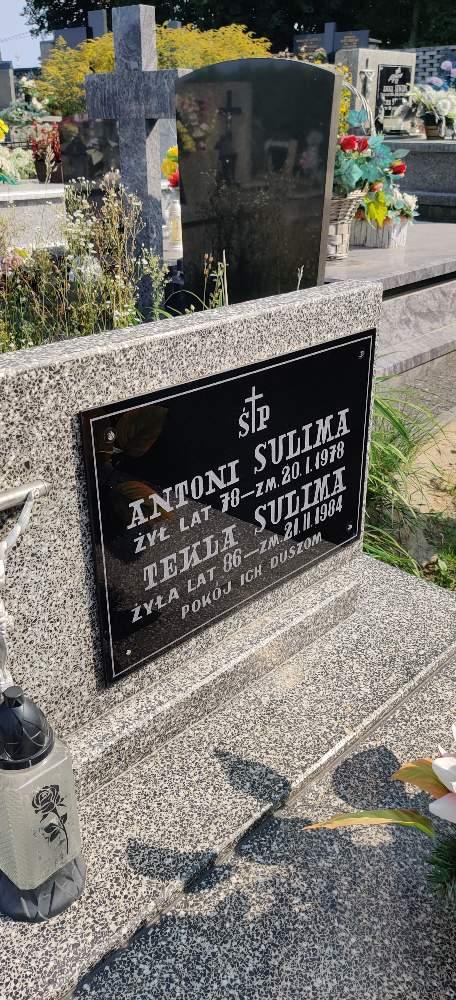 ŚP
ANTONI SULIMA
ŻYŁ LAT 78 – ZM. 20.I.1978
TEKLA SULIMA
ŻYŁA LAT 86 – ZM. 21.II.1984
POKÓJ ICH DUSZOM